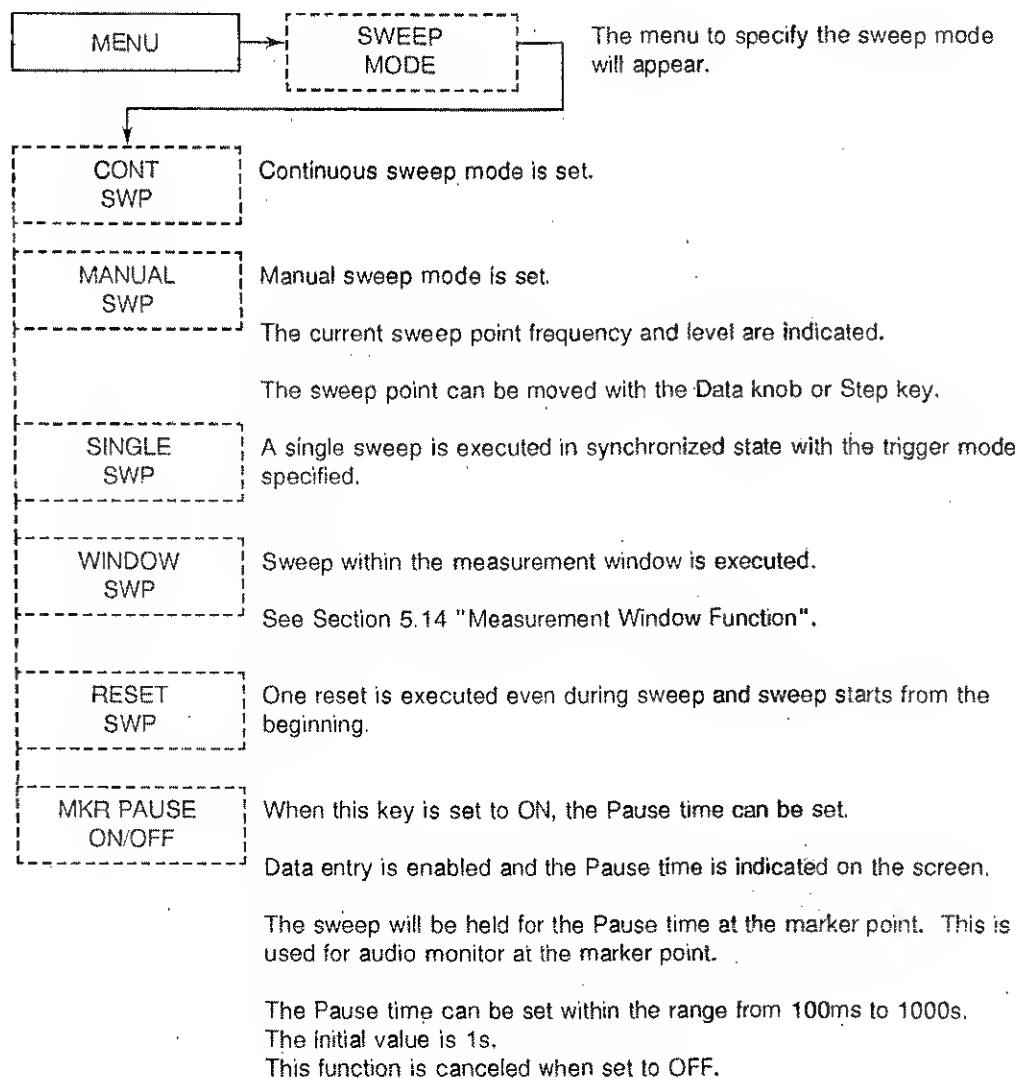 MENU
SWEEP
MODE
The menu to specify the sweep mode
will appear.
CONT
SWP
Continuous sweep mode is set.
MANUAL
SWP
Manual sweep mode is set.
The current sweep point frequency and level are indicated.
The sweep point can be moved with the Data knob or Step key.
SINGLE
SWP
A single sweep is executed in synchronized state with the trigger mode
specified.
WINDOW
SWP
Sweep within the measurement window is executed.
See Section 5.14 "Measurement Window Function".
RESET
SWP
One reset is executed even during sweep and sweep starts from the
beginning.
MKR PAUSE
ON/OFF
When this key is set to ON, the Pause time can be set.
Data entry is enabled and the Pause time is indicated on the screen.
The sweep will be held for the Pause time at the marker point. This is
used for audio monitor at the marker point.
The Pause time can be set within the range from 100ms to 1000s.
The initial value is 1s.
This function is canceled when set to OFF.